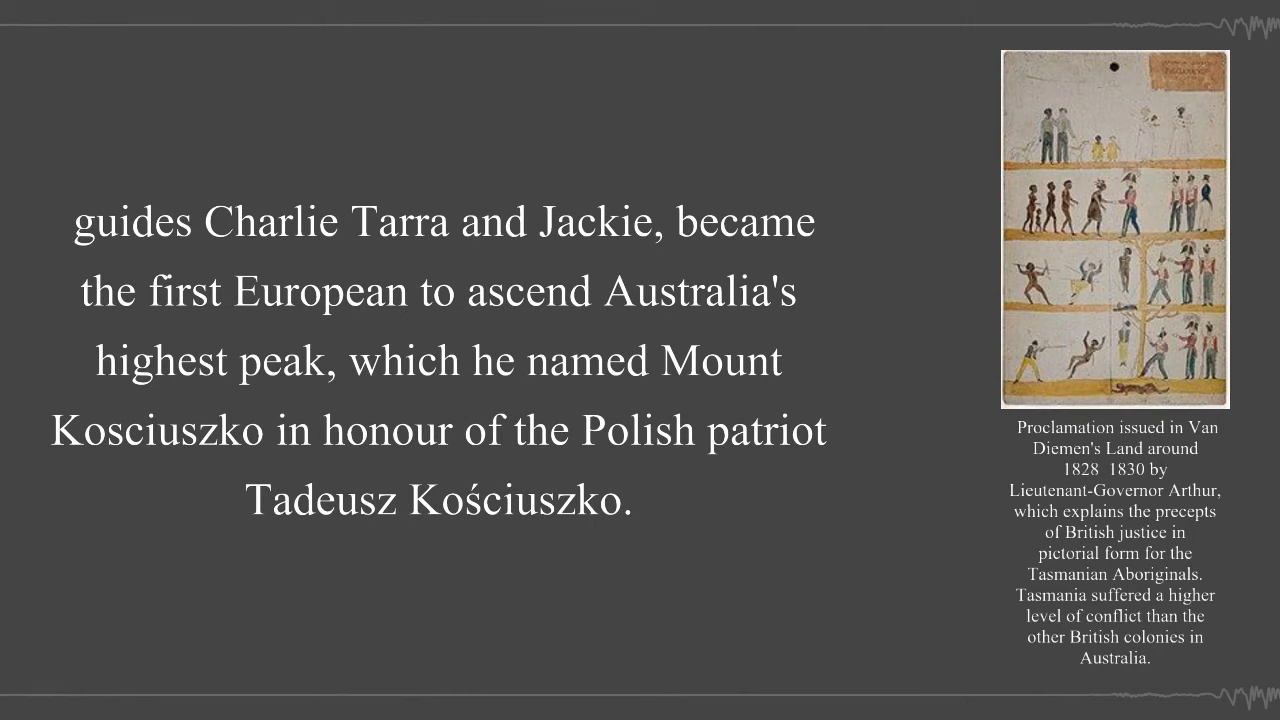 guides Charlie Tarra and Jackie, became
the first European to ascend Australia's
highest peak, which he named Mount
Kosciuszko in honour of the Polish patriot
Tadeusz Kościuszko.
Proclamation issued in Van
Diemen's Land around
1828 1830 by
Lieutenant-Governor Arthur,
which explains the precepts
of British justice in
pictorial form for the
Tasmanian Aboriginals.
Tasmania suffered a higher
level of conflict than the
other British colonies in
Australia.